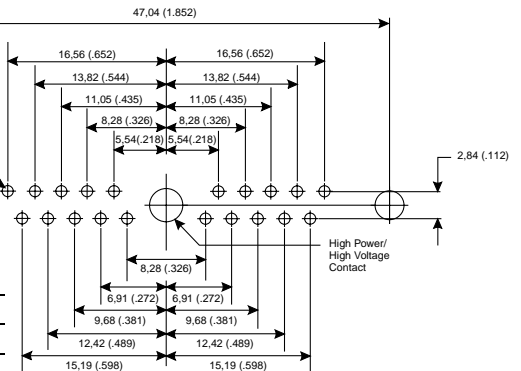 47,04 (1.852)
16,56 (.652) 16,56 (.652)
13,82 (.544) 13,82 (.544)
11,05 (.435) 11,05 (.435)
8,28 (.326) 8,28 (.326)
5,54(.218) 5,54(.218)
2,84 (.112)
High Power/
High Voltage
Contact
8,28 (.326)
6,91 (.272) 6,91 (.272)
9,68 (.381) 9,68 (.381)
12,42 (.489) 12,42 (.489)
15,19 (.598) 15,19 (.598)